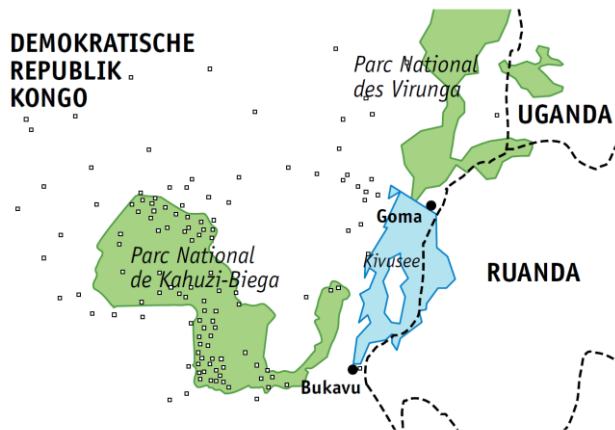 DEMOKRATISCHE
REPUBLIK
KONGO
Parc National
des Virunga
UGANDA
Goma
Parc National
de Kahuzi-Biega
Kivusee
RUANDA
Bukavu